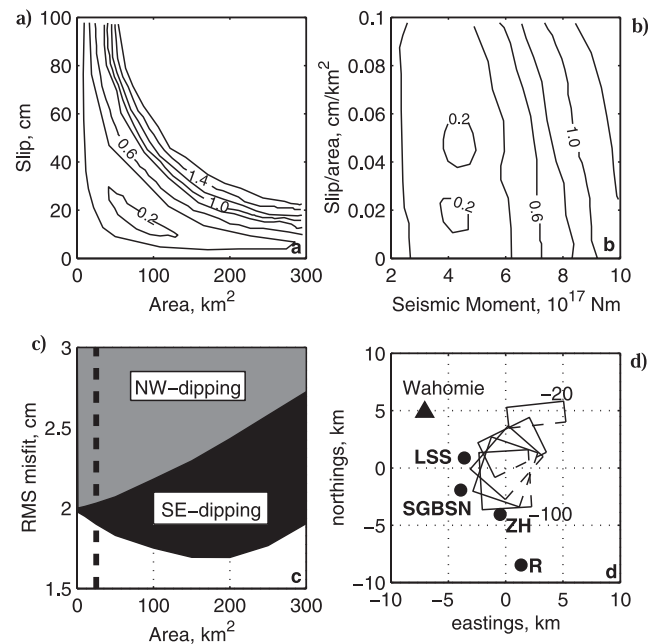 a)
100
80
60
40
20
0
Slip, cm
0.6
1.4
1.0
0.2
a
0 100 200 300
Area, km²
b)
0.1
0.08
0.06
0.04
0.02
0
Slip/area, cm/km²
0.2
1.0
0.2
0.6
b
2 4 6 8 10
Seismic Moment, 10¹⁷ Nm
c)
3
2.5
2
1.5
RMS misfit, cm
NW-dipping
SE-dipping
c
0 100 200 300
Area, km²
d)
10
5
0
−5
−10
northings, km
Wahomie
−20
LSS
SGBSN
−100
ZH
R
d
−10 −5 0 5 10
eastings, km